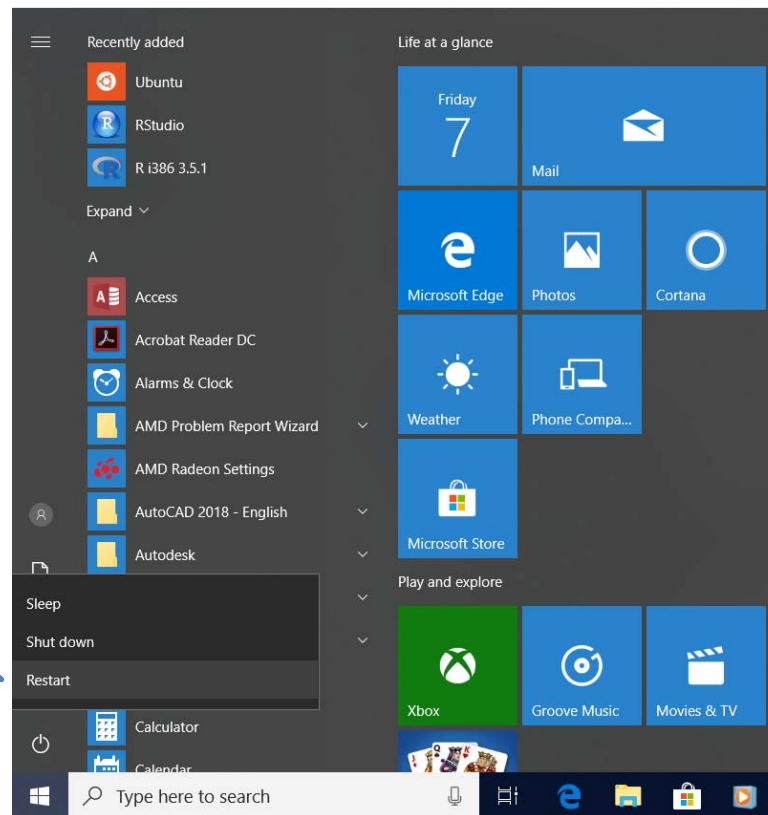 Recently added
Ubuntu
RStudio
R i386 3.5.1
Expand
A
Access
Acrobat Reader DC
Alarms & Clock
AMD Problem Report Wizard
AMD Radeon Settings
AutoCAD 2018 - English
Autodesk
Sleep
Shut down
Restart
Calculator
Calendar
Life at a glance
Friday
7
Mail
Microsoft Edge
Photos
Cortana
Weather
Phone Compa...
Microsoft Store
Play and explore
Xbox
Groove Music
Movies & TV
Type here to search